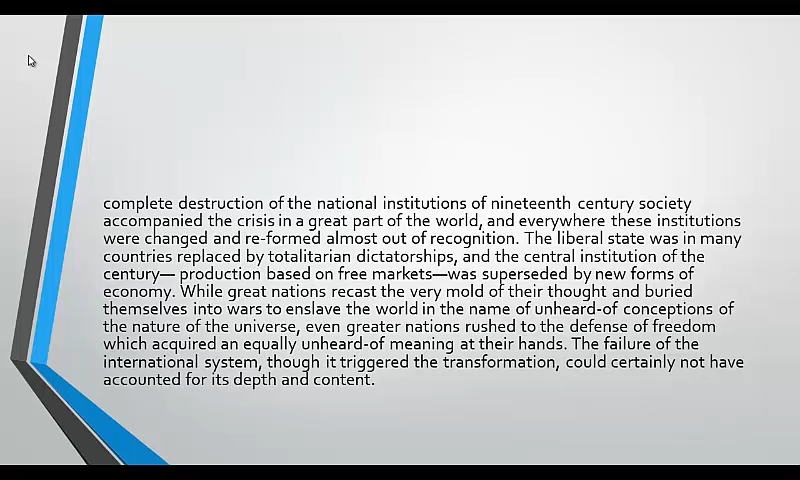 complete destruction of the national institutions of nineteenth century society
accompanied the crisis in a great part of the world, and everywhere these institutions
were changed and re-formed almost out of recognition. The liberal state was in many
countries replaced by totalitarian dictatorships, and the central institution of the
century— production based on free markets—was superseded by new forms of
economy. While great nations recast the very mold of their thought and buried
themselves into wars to enslave the world in the name of unheard-of conceptions of
the nature of the universe, even greater nations rushed to the defense of freedom
which acquired an equally unheard-of meaning at their hands. The failure of the
international system, though it triggered the transformation, could certainly not have
accounted for its depth and content.